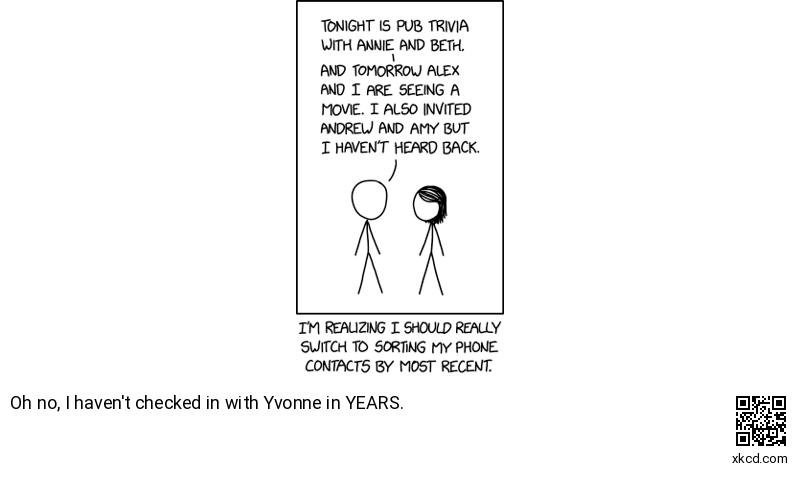 TONIGHT IS PUB TRIVIA
WITH ANNIE AND BETH.
AND TOMORROW ALEX
AND I ARE SEEING A
MOVIE. I ALSO INVITED
ANDREW AND AMY BUT
I HAVEN'T HEARD BACK.
I'M REALIZING I SHOULD REALLY
SWITCH TO SORTING MY PHONE
CONTACTS BY MOST RECENT.
Oh no, I haven't checked in with Yvonne in YEARS.
xkcd.com